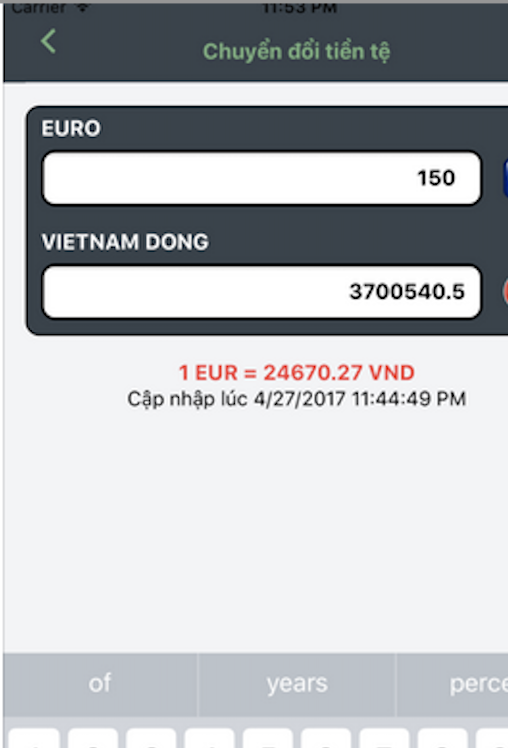 Carrier 11:53 PM
Chuyển đổi tiền tệ
EURO
150
VIETNAM DONG
3700540.5
1 EUR = 24670.27 VND
Cập nhập lúc 4/27/2017 11:44:49 PM
of years